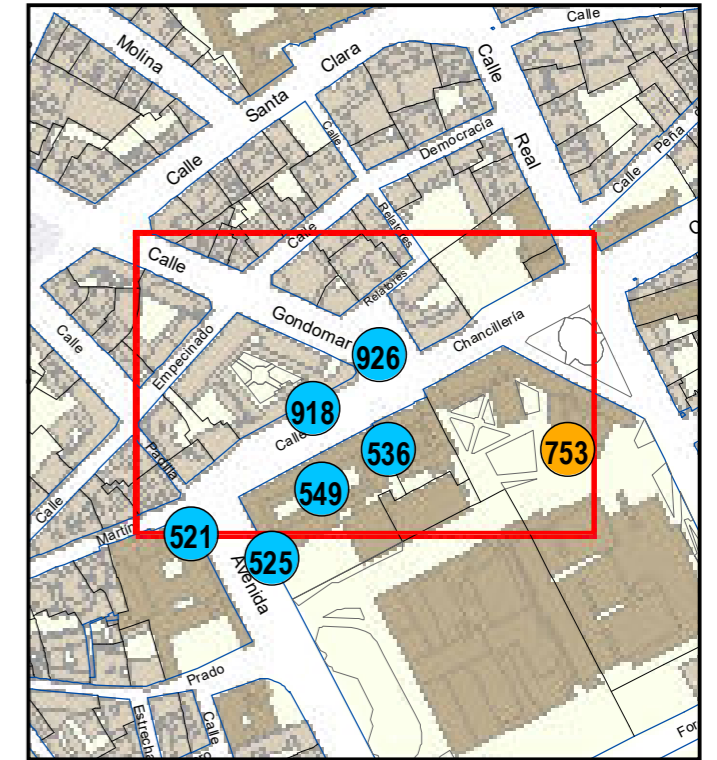 Calle
Molina
Santa
Clara
Calle
Real
Calle
Calle
Democracia
Calle
Peña
Calle
Relatores
Relatores
Calle
Gondomar
Chancillería
Calle
Empecinado
926
918
Calle
536
753
549
Padilla
Calle
Martín
521
525
Avenida
Prado
Estrecha
Calle